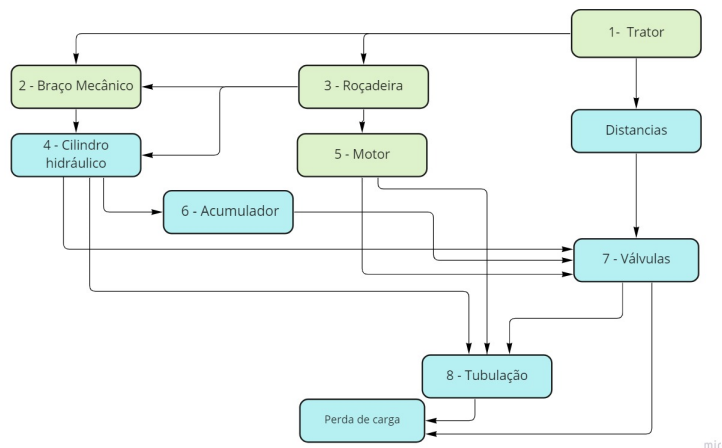 1- Trator
2 - Braço Mecânico
3 - Roçadeira
Distancias
4 - Cilindro
hidráulico
5 - Motor
6 - Acumulador
7 - Válvulas
8 - Tubulação
Perda de carga